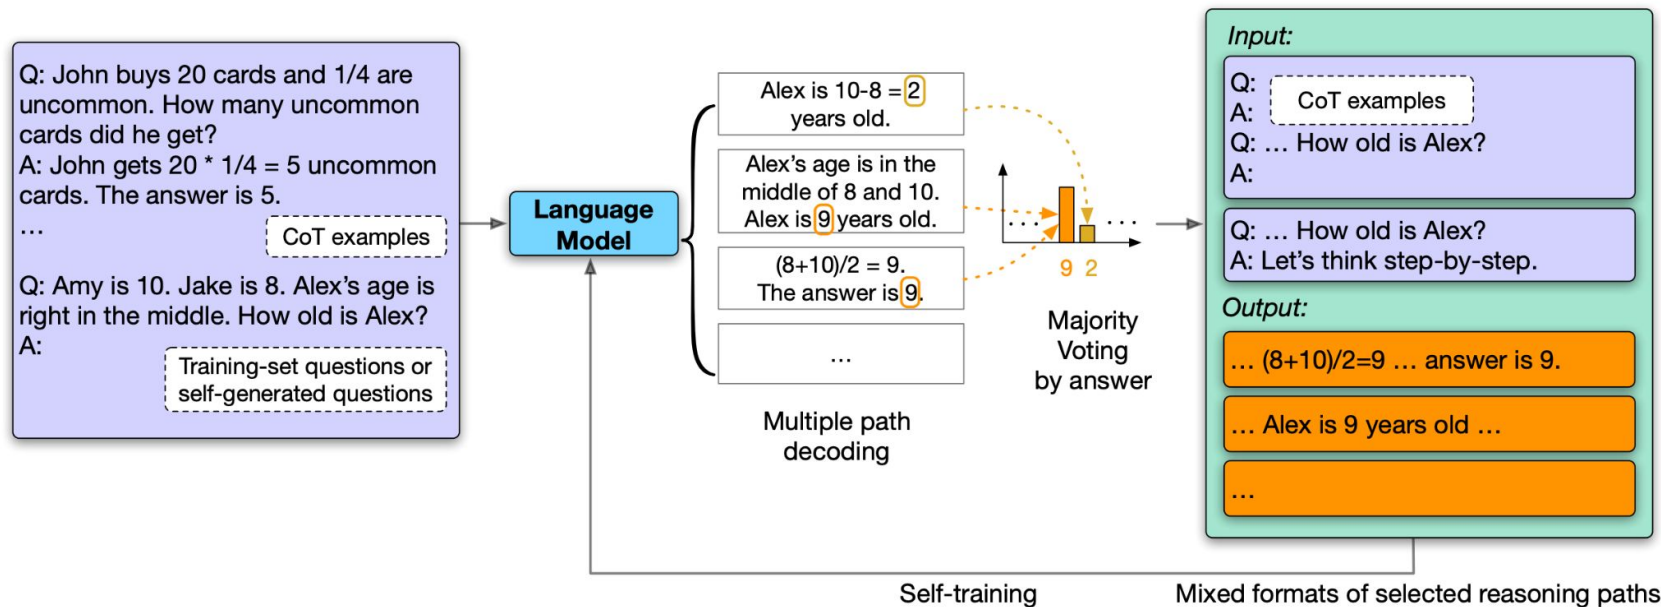 Q: John buys 20 cards and 1/4 are
uncommon. How many uncommon
cards did he get?
A: John gets 20 * 1/4 = 5 uncommon
cards. The answer is 5.
...
CoT examples
Q: Amy is 10. Jake is 8. Alex’s age is
right in the middle. How old is Alex?
A:
Training-set questions or
self-generated questions
Language
Model
Alex is 10-8 = 2
years old.
Alex’s age is in the
middle of 8 and 10.
Alex is 9 years old.
(8+10)/2 = 9.
The answer is 9.
...
Multiple path
decoding
... ...
9 2
Majority
Voting
by answer
Input:
Q:
CoT examples
A:
Q: ... How old is Alex?
A:
Q: ... How old is Alex?
A: Let’s think step-by-step.
Output:
... (8+10)/2=9 ... answer is 9.
... Alex is 9 years old ...
...
Self-training
Mixed formats of selected reasoning paths